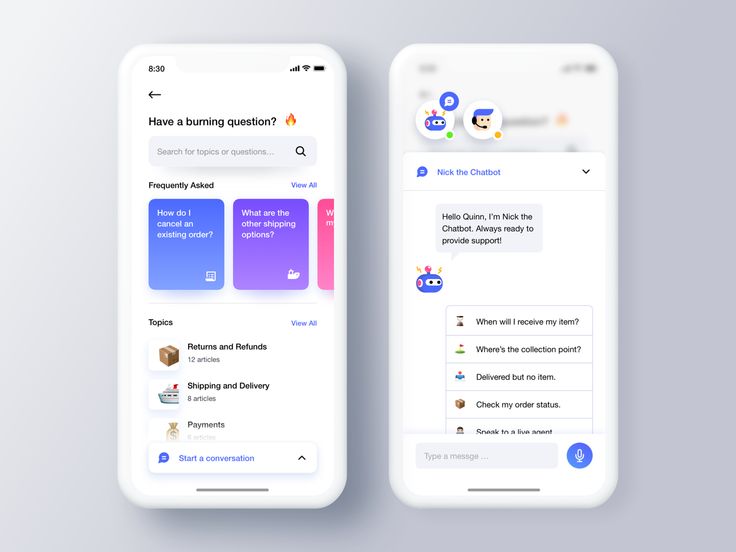 8:30
Have a burning question?
Search for topics or questions...
Frequently Asked
View All
How do I
cancel an
existing order?
What are the
other shipping
options?
Topics
View All
Returns and Refunds
12 articles
Shipping and Delivery
8 articles
Payments
6 articles
Start a conversation
8:30
question?
Nick the Chatbot
Hello Quinn, I'm Nick the
Chatbot. Always ready to
provide support!
When will I receive my item?
Where's the collection point?
Delivered but no item.
Check my order status.
Speak to a live agent
Type a messge ...